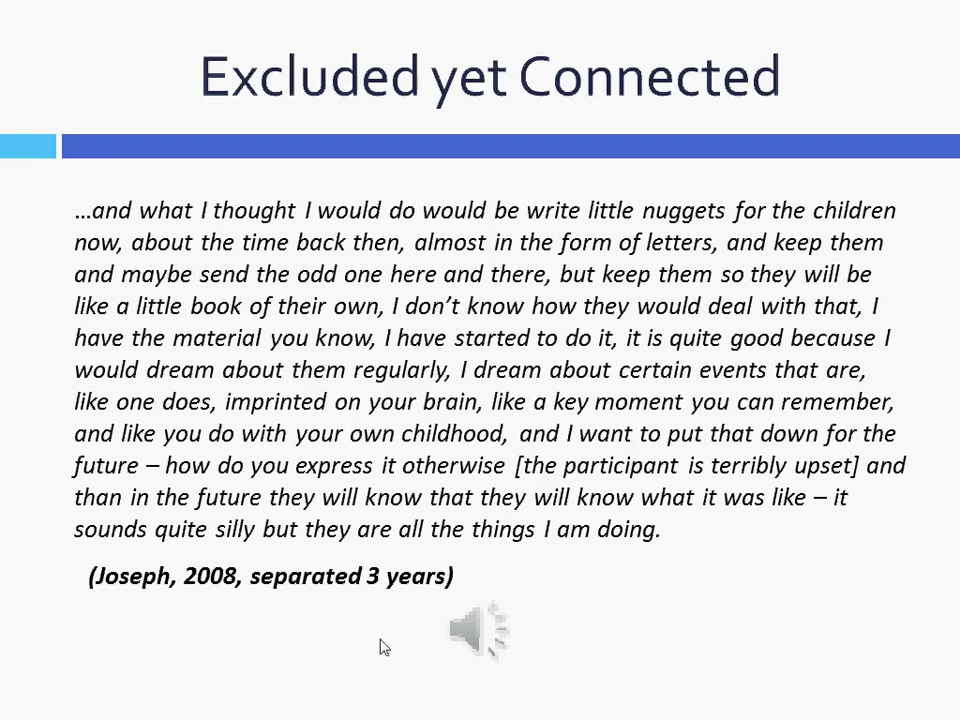 Excluded yet Connected
…and what I thought I would do would be write little nuggets for the children
now, about the time back then, almost in the form of letters, and keep them
and maybe send the odd one here and there, but keep them so they will be
like a little book of their own, I don’t know how they would deal with that, I
have the material you know, I have started to do it, it is quite good because I
would dream about them regularly, I dream about certain events that are,
like one does, imprinted on your brain, like a key moment you can remember,
and like you do with your own childhood, and I want to put that down for the
future – how do you express it otherwise [the participant is terribly upset] and
than in the future they will know that they will know what it was like – it
sounds quite silly but they are all the things I am doing.
(Joseph, 2008, separated 3 years)